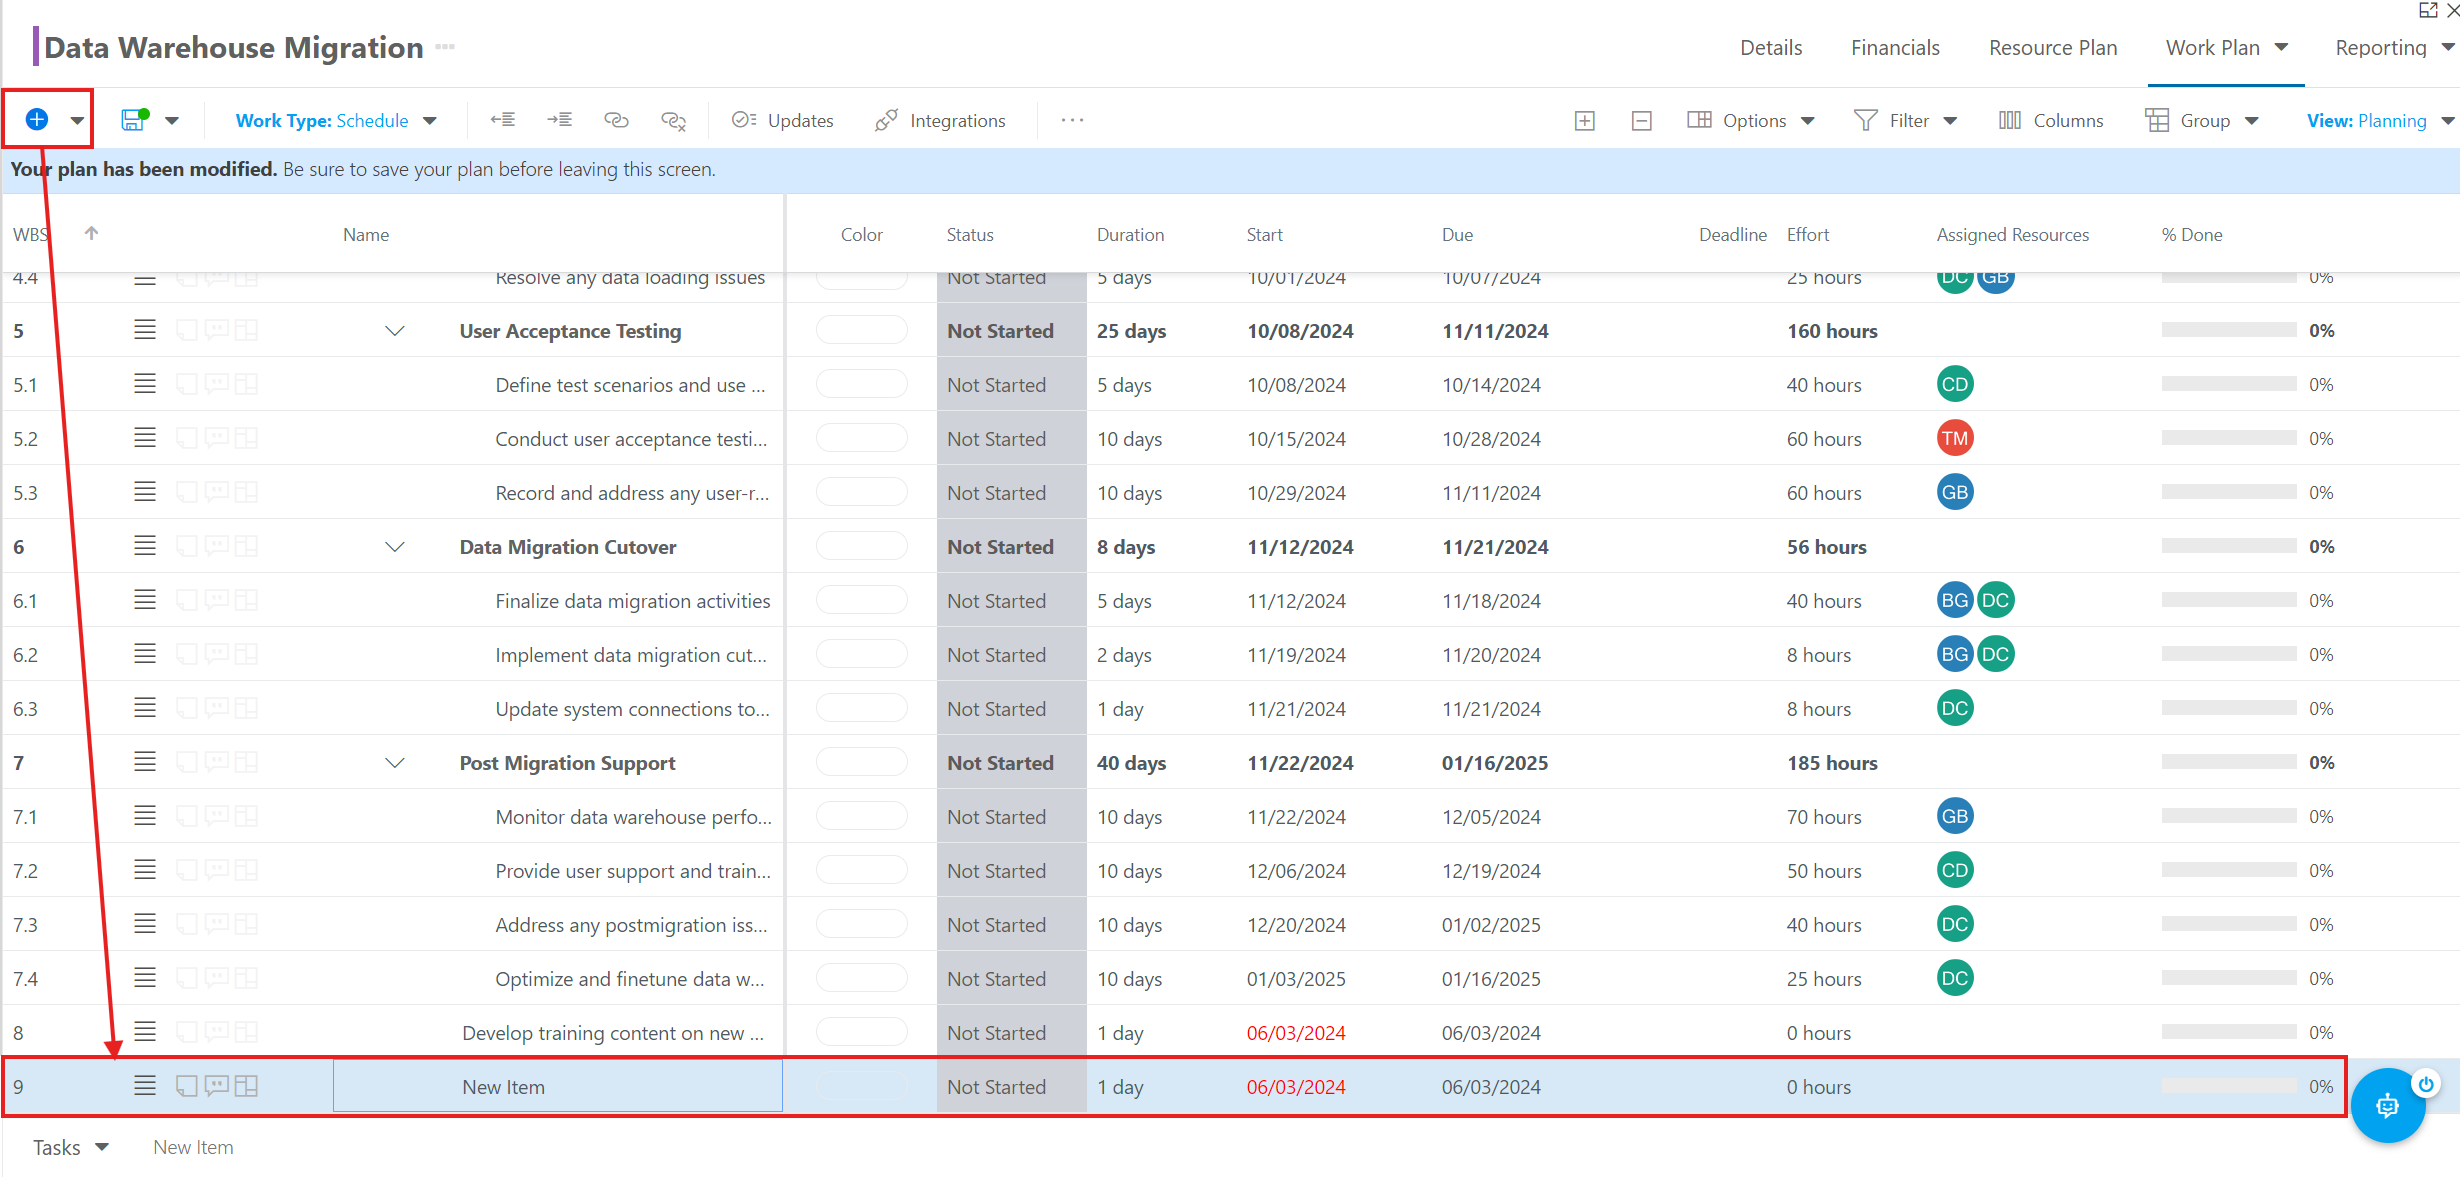 Data Warehouse Migration
Details Financials Resource Plan Work Plan Reporting
Work Type: Schedule Updates Integrations Options Filter Columns Group View: Planning
Your plan has been modified. Be sure to save your plan before leaving this screen.
WBS Name Color Status Duration Start Due Deadline Effort Assigned Resources % Done
4.4 Resolve any data loading issues Not Started 5 days 10/01/2024 10/07/2024 25 hours DC GB 0%
5 User Acceptance Testing Not Started 25 days 10/08/2024 11/11/2024 160 hours 0%
5.1 Define test scenarios and use ... Not Started 5 days 10/08/2024 10/14/2024 40 hours CD 0%
5.2 Conduct user acceptance testi... Not Started 10 days 10/15/2024 10/28/2024 60 hours TM 0%
5.3 Record and address any user-r... Not Started 10 days 10/29/2024 11/11/2024 60 hours GB 0%
6 Data Migration Cutover Not Started 8 days 11/12/2024 11/21/2024 56 hours 0%
6.1 Finalize data migration activities Not Started 5 days 11/12/2024 11/18/2024 40 hours BG DC 0%
6.2 Implement data migration cut... Not Started 2 days 11/19/2024 11/20/2024 8 hours BG DC 0%
6.3 Update system connections to... Not Started 1 day 11/21/2024 11/21/2024 8 hours DC 0%
7 Post Migration Support Not Started 40 days 11/22/2024 01/16/2025 185 hours 0%
7.1 Monitor data warehouse perfo... Not Started 10 days 11/22/2024 12/05/2024 70 hours GB 0%
7.2 Provide user support and train... Not Started 10 days 12/06/2024 12/19/2024 50 hours CD 0%
7.3 Address any postmigration iss... Not Started 10 days 12/20/2024 01/02/2025 40 hours DC 0%
7.4 Optimize and finetune data w... Not Started 10 days 01/03/2025 01/16/2025 25 hours DC 0%
8 Develop training content on new ... Not Started 1 day 06/03/2024 06/03/2024 0 hours 0%
9 New Item Not Started 1 day 06/03/2024 06/03/2024 0 hours 0%
Tasks New Item